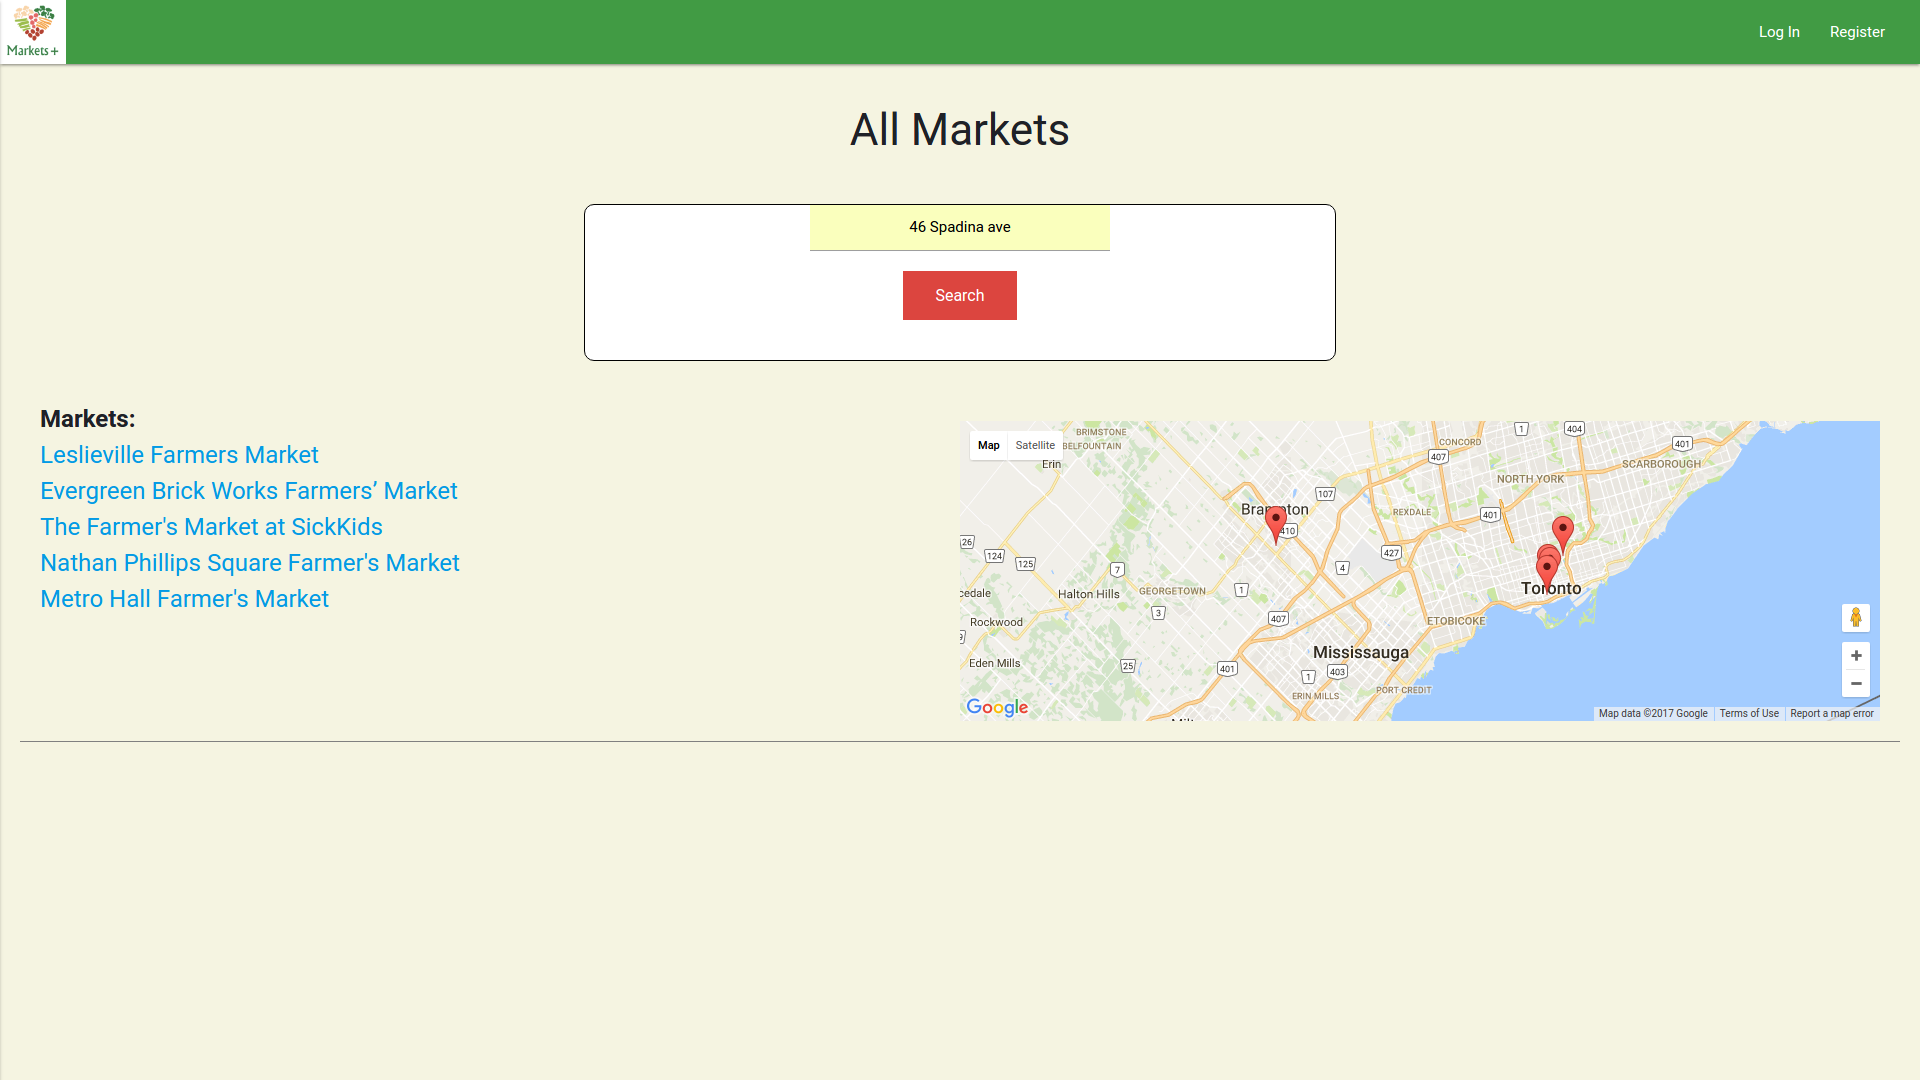 Markets+
Log In Register
All Markets
46 Spadina ave
Search
Markets:
Leslieville Farmers Market
Evergreen Brick Works Farmers’ Market
The Farmer's Market at SickKids
Nathan Phillips Square Farmer's Market
Metro Hall Farmer's Market
Map Satellite
BRIMSTONE
BELFOUNTAIN
Erin
CONCORD
1
404
401
407
SCARBOROUGH
NORTH YORK
107
Brampton
REXDALE
401
410
26
124
125
427
7
4
GEORGETOWN
1
Halton Hills
cedale
3
Toronto
407
ETOBICOKE
Rockwood
9
Mississauga
Eden Mills
25
401
403
1
PORT CREDIT
ERIN MILLS
Google
Map data ©2017 Google Terms of Use Report a map error